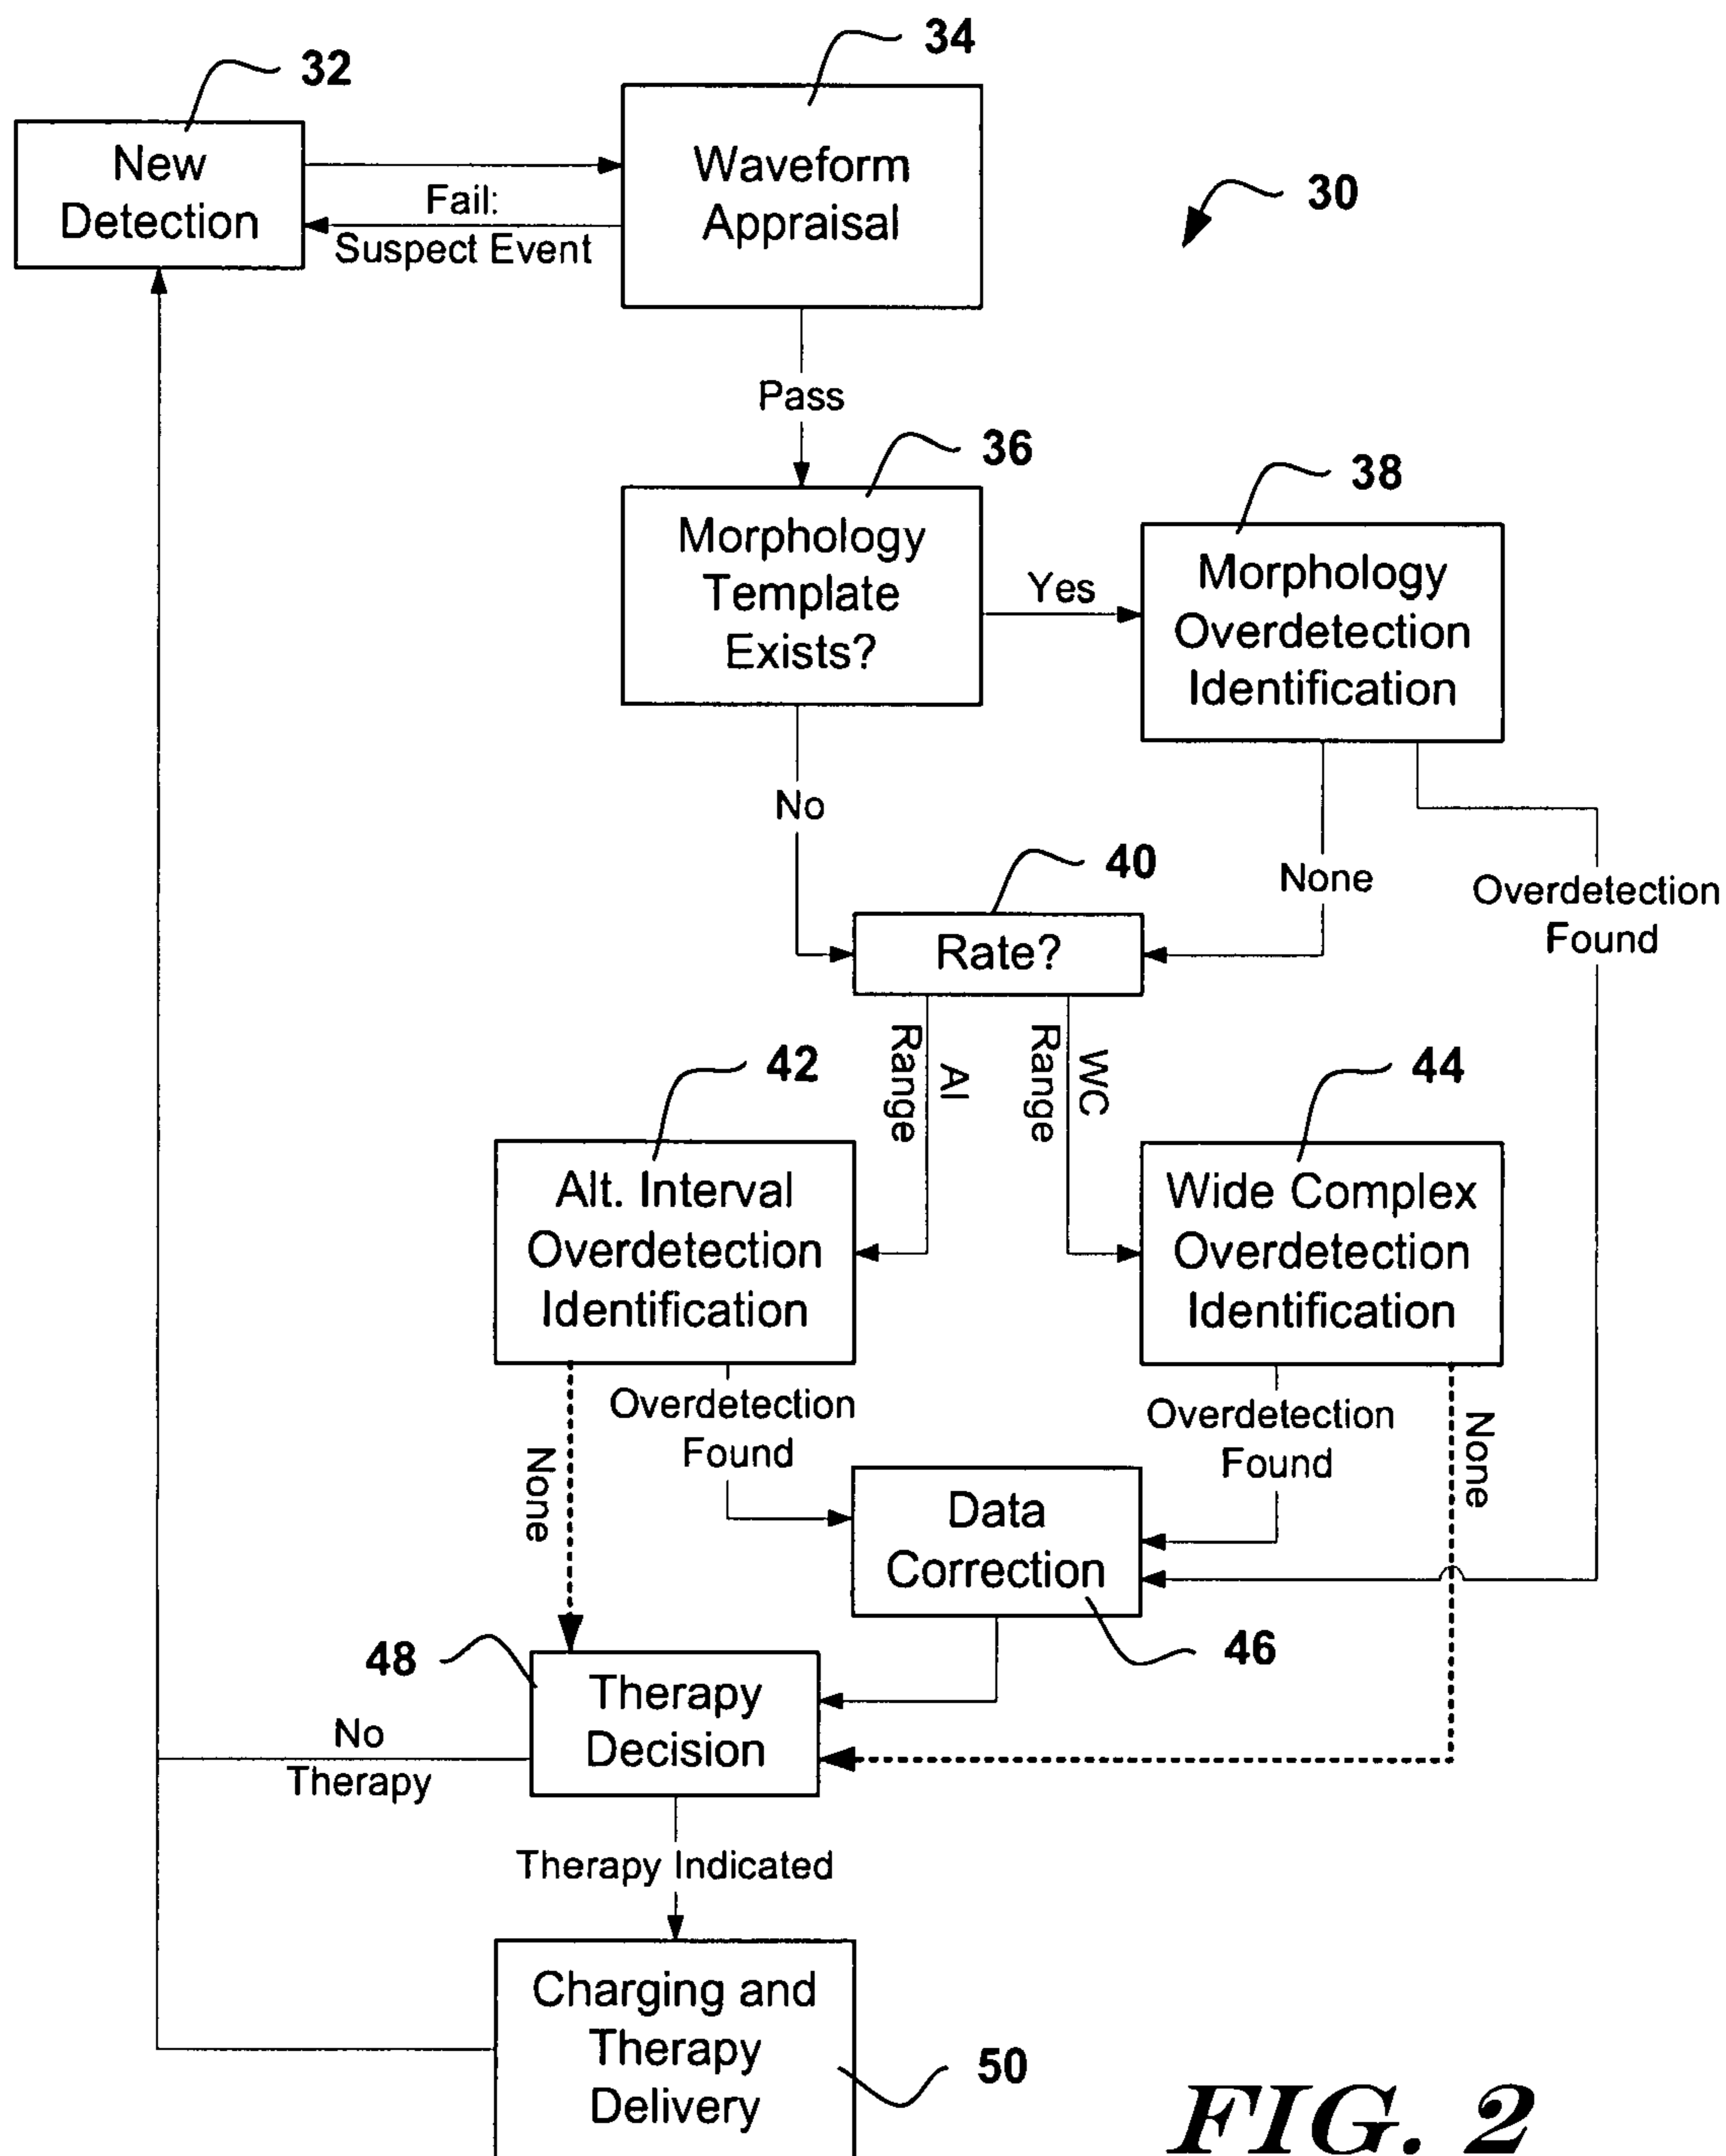 34
32
New
Detection
Fail:
Suspect Event
Waveform
Appraisal
30
Pass
36
38
Morphology
Template
Exists?
Yes
Morphology
Overdetection
Identification
No
None
Overdetection
Found
40
Rate?
AI
Range
WC
Range
42
44
Alt. Interval
Overdetection
Identification
Wide Complex
Overdetection
Identification
None
Overdetection
Found
Overdetection
Found
None
Data
Correction
46
48
Therapy
Decision
No
Therapy
Therapy Indicated
Charging and
Therapy
Delivery
50
FIG. 2